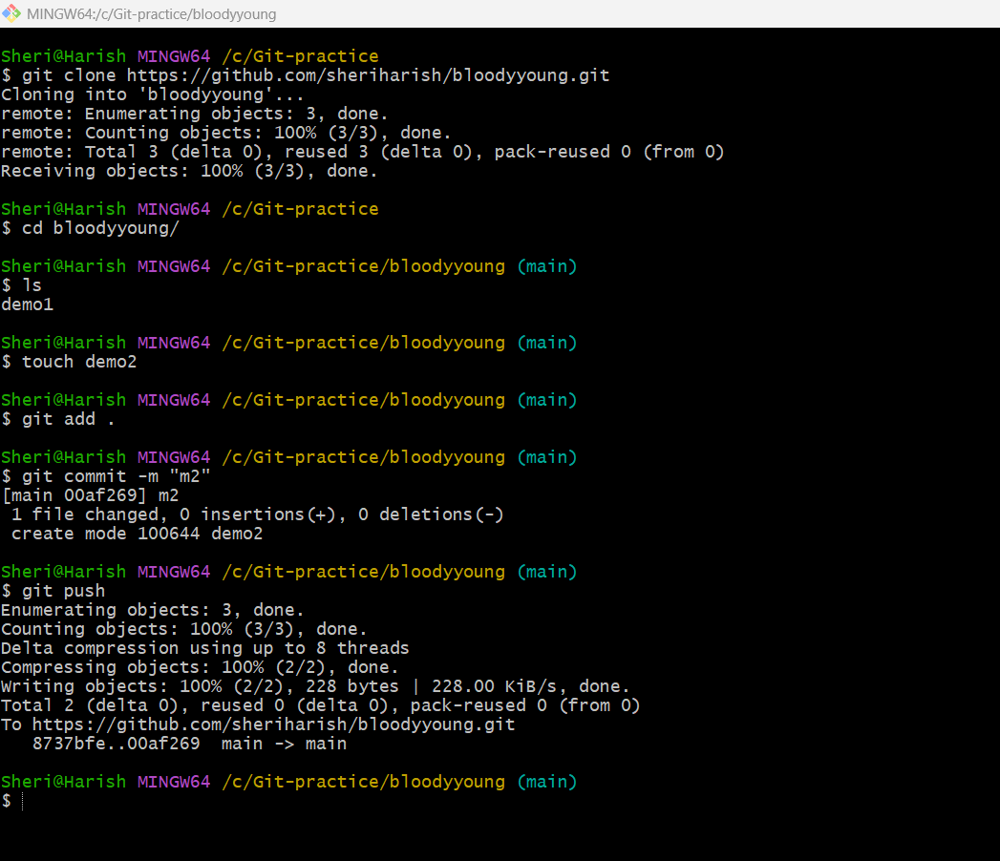 MINGW64:/c/Git-practice/bloodyyoung
Sheri@Harish MINGW64 /c/Git-practice
$ git clone https://github.com/sheriharish/bloodyyoung.git
Cloning into 'bloodyyoung'...
remote: Enumerating objects: 3, done.
remote: Counting objects: 100% (3/3), done.
remote: Total 3 (delta 0), reused 3 (delta 0), pack-reused 0 (from 0)
Receiving objects: 100% (3/3), done.
Sheri@Harish MINGW64 /c/Git-practice
$ cd bloodyyoung/
Sheri@Harish MINGW64 /c/Git-practice/bloodyyoung (main)
$ ls
demo1
Sheri@Harish MINGW64 /c/Git-practice/bloodyyoung (main)
$ touch demo2
Sheri@Harish MINGW64 /c/Git-practice/bloodyyoung (main)
$ git add .
Sheri@Harish MINGW64 /c/Git-practice/bloodyyoung (main)
$ git commit -m "m2"
[main 00af269] m2
 1 file changed, 0 insertions(+), 0 deletions(-)
 create mode 100644 demo2
Sheri@Harish MINGW64 /c/Git-practice/bloodyyoung (main)
$ git push
Enumerating objects: 3, done.
Counting objects: 100% (3/3), done.
Delta compression using up to 8 threads
Compressing objects: 100% (2/2), done.
Writing objects: 100% (2/2), 228 bytes | 228.00 KiB/s, done.
Total 2 (delta 0), reused 0 (delta 0), pack-reused 0 (from 0)
To https://github.com/sheriharish/bloodyyoung.git
   8737bfe..00af269  main -> main
Sheri@Harish MINGW64 /c/Git-practice/bloodyyoung (main)
$